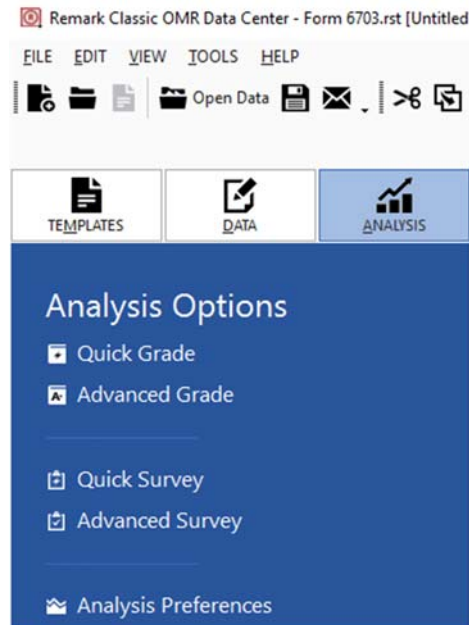 Remark Classic OMR Data Center - Form 6703.rst [Untitled
FILE EDIT VIEW TOOLS HELP
Open Data
TEMPLATES DATA ANALYSIS
Analysis Options
Quick Grade
Advanced Grade
Quick Survey
Advanced Survey
Analysis Preferences